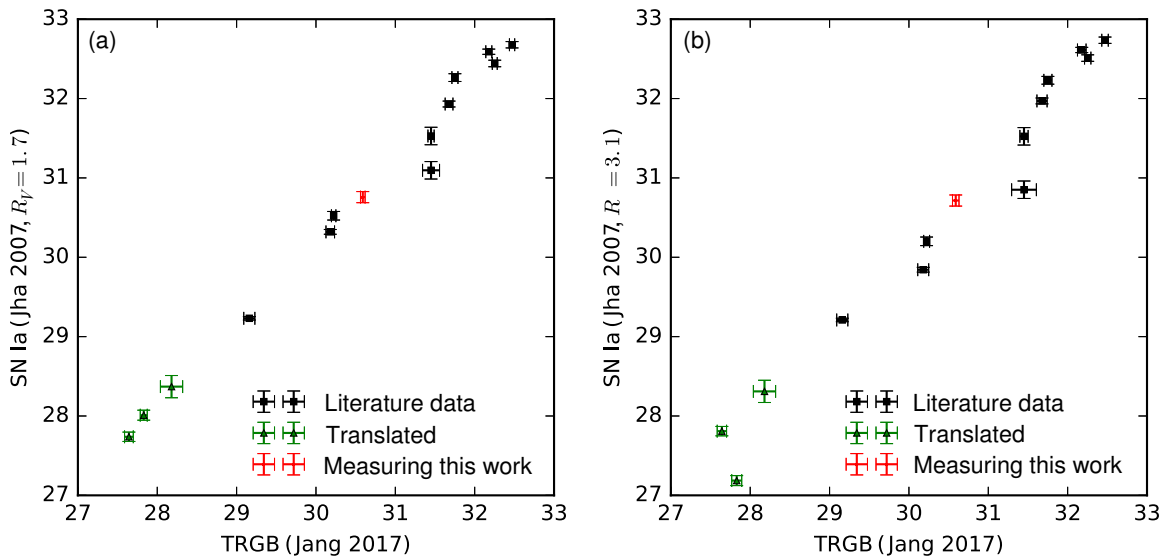 (a)
33
32
31
30
29
28
27
SN Ia (Jha 2007, R_V = 1.7)
Literature data
Translated
Measuring this work
27 28 29 30 31 32 33
TRGB (Jang 2017)
(b)
33
32
31
30
29
28
27
SN Ia (Jha 2007, R = 3.1)
Literature data
Translated
Measuring this work
27 28 29 30 31 32 33
TRGB (Jang 2017)